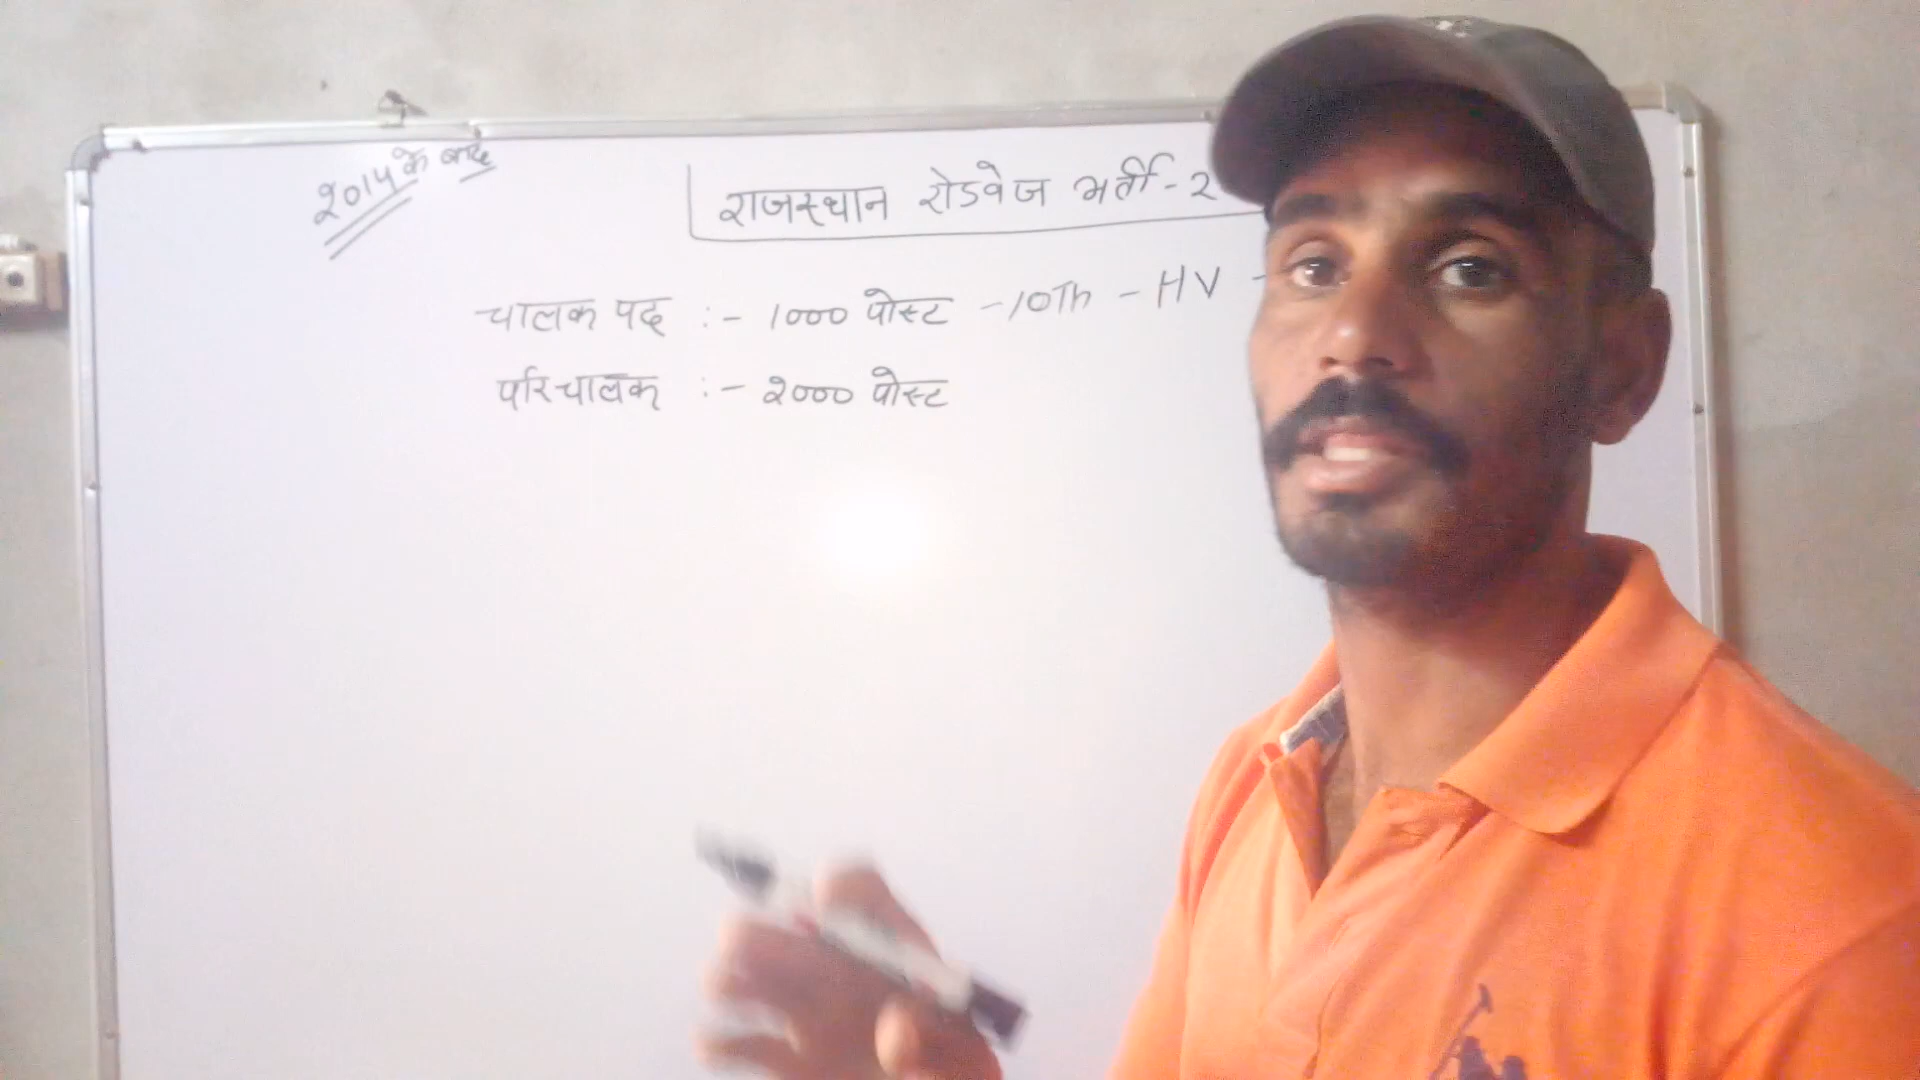 2014 के बाद
राजस्थान रोडवेज भर्ती - 2
चालक पद :- 1000 पोस्ट - 10Th - HV -
परिचालक :- 2000 पोस्ट